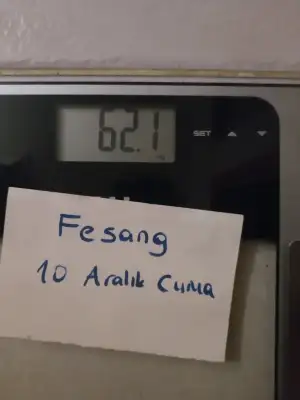 62.1
SET
Fesang
10 Aralık Cuma